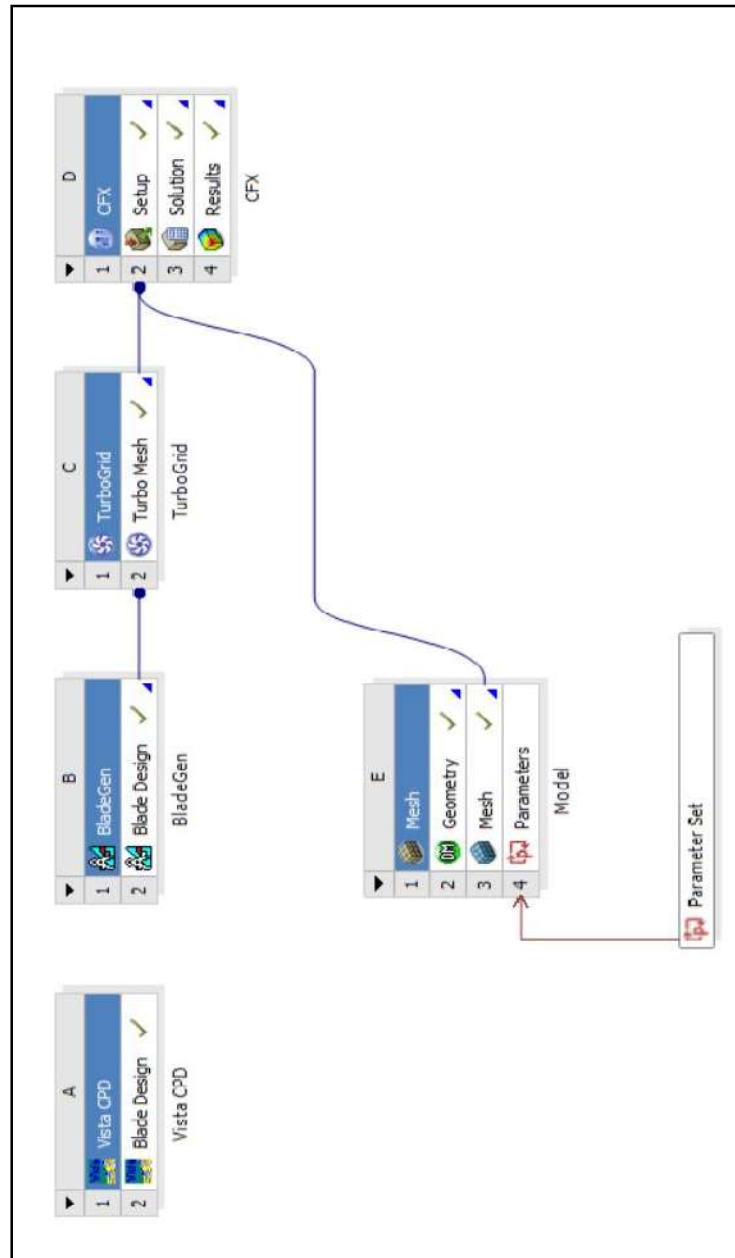 A
1 Vista CPD
2 Blade Design
Vista CPD
B
1 BladeGen
2 Blade Design
BladeGen
C
1 TurboGrid
2 Turbo Mesh
TurboGrid
D
1 CFX
2 Setup
3 Solution
4 Results
CFX
E
1 Mesh
2 Geometry
3 Mesh
4 Parameters
Model
Parameter Set